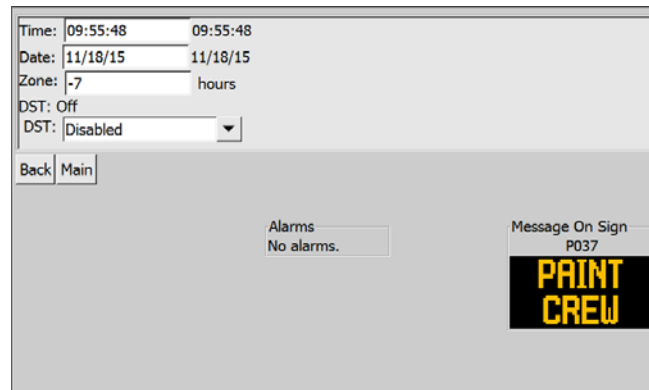 Time: 09:55:48 09:55:48
Date: 11/18/15 11/18/15
Zone: -7 hours
DST: Off
DST: Disabled
Back Main
Alarms
No alarms.
Message On Sign
P037
PAINT
CREW